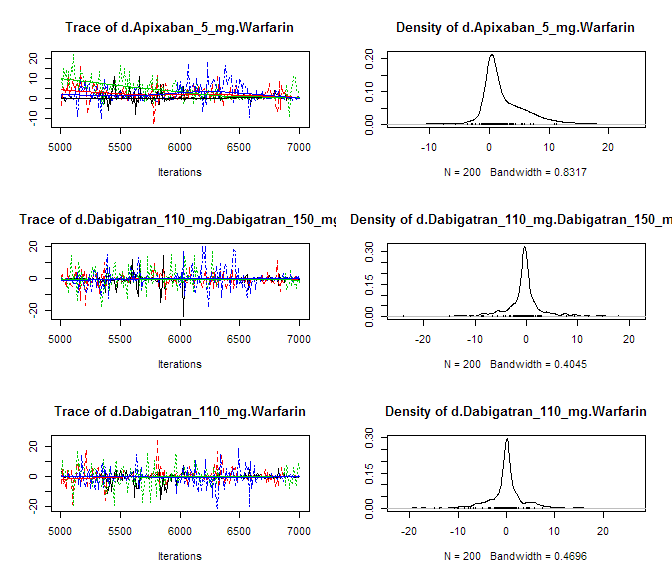 Trace of d.Apixaban_5_mg.Warfarin
Density of d.Apixaban_5_mg.Warfarin
-10 0 10 20
5000 5500 6000 6500 7000
Iterations
0.00 0.10 0.20
-10 0 10 20
N = 200 Bandwidth = 0.8317
Trace of d.Dabigatran_110_mg.Dabigatran_150_mg
Density of d.Dabigatran_110_mg.Dabigatran_150_m
-20 0 20
5000 5500 6000 6500 7000
Iterations
0.00 0.15 0.30
-20 -10 0 10 20
N = 200 Bandwidth = 0.4045
Trace of d.Dabigatran_110_mg.Warfarin
Density of d.Dabigatran_110_mg.Warfarin
-20 0 20
5000 5500 6000 6500 7000
Iterations
0.00 0.15 0.30
-20 -10 0 10 20
N = 200 Bandwidth = 0.4696